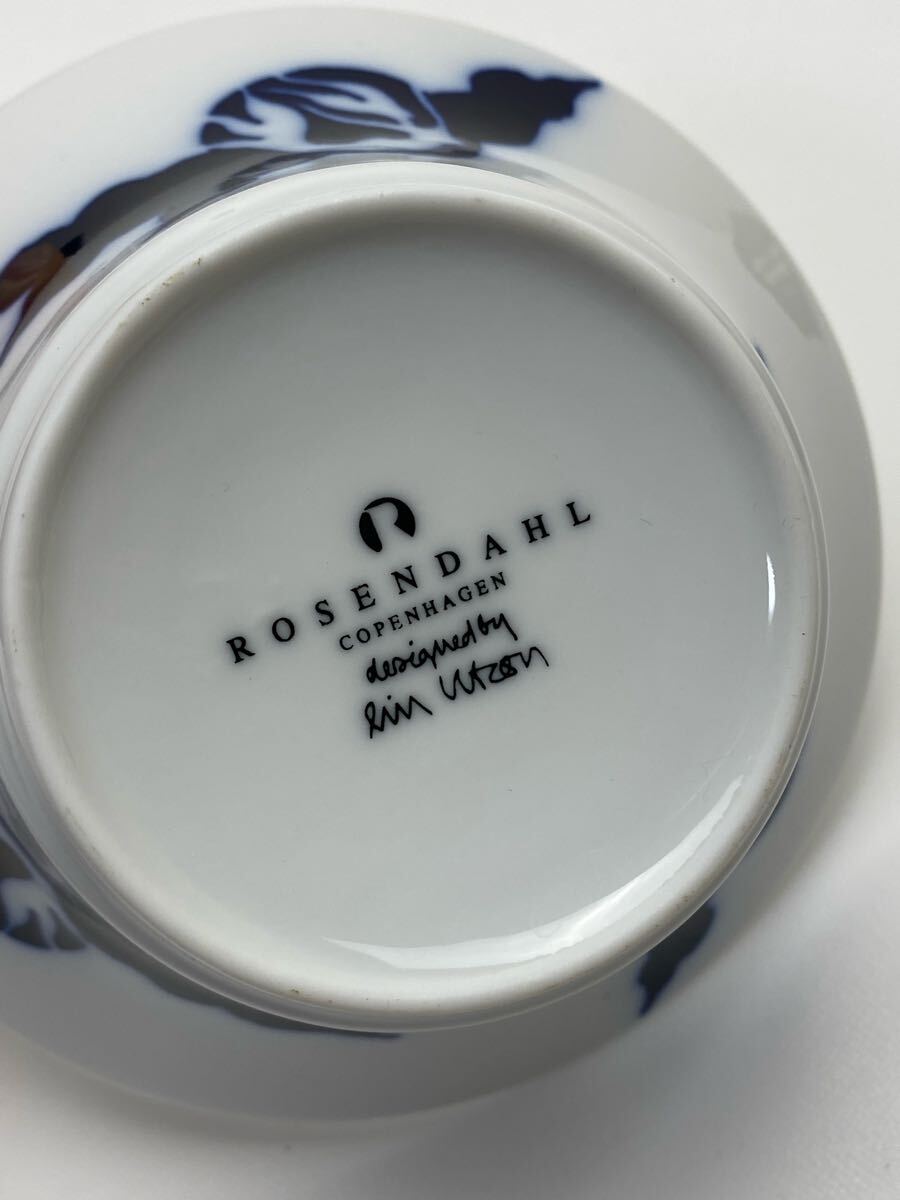 R
ROSENDAHL
COPENHAGEN
designed by
Lin Utzon